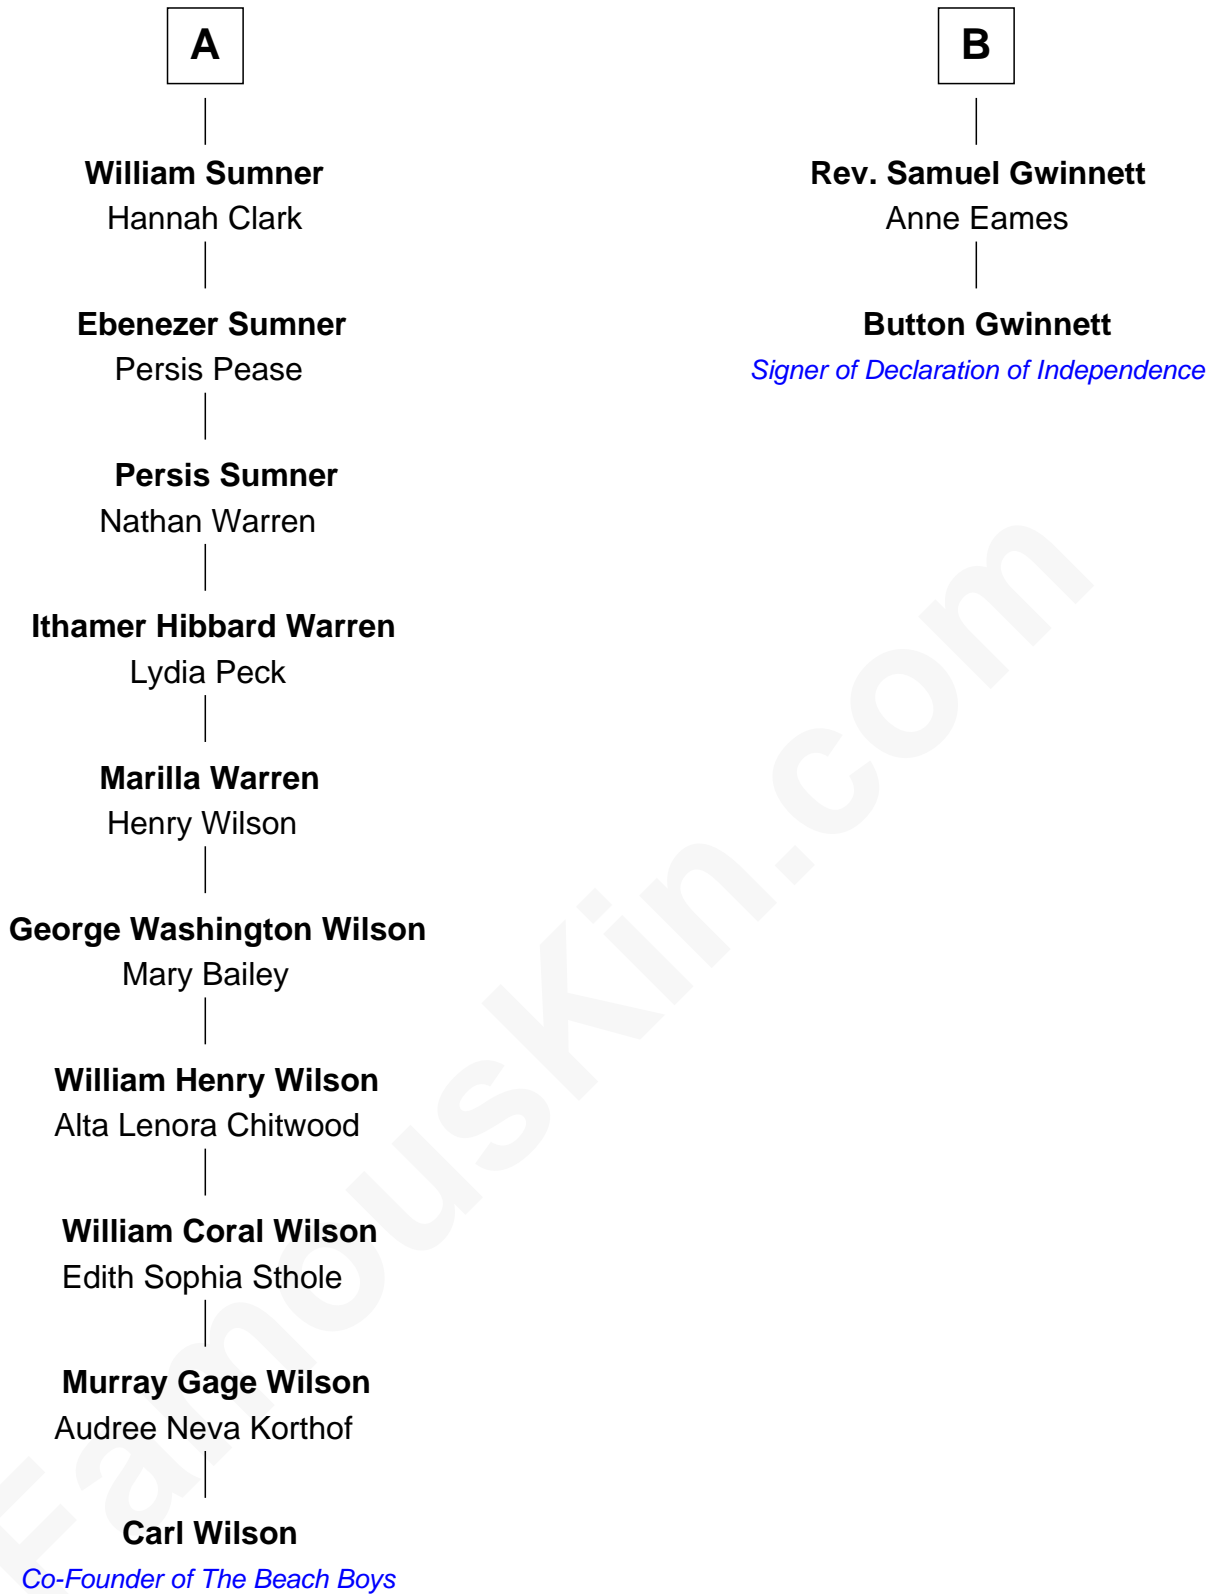 A
William Sumner
Hannah Clark
Ebenezer Sumner
Persis Pease
Persis Sumner
Nathan Warren
Ithamer Hibbard Warren
Lydia Peck
Marilla Warren
Henry Wilson
George Washington Wilson
Mary Bailey
William Henry Wilson
Alta Lenora Chitwood
William Coral Wilson
Edith Sophia Sthole
Murray Gage Wilson
Audree Neva Korthof
Carl Wilson
Co-Founder of The Beach Boys
B
Rev. Samuel Gwinnett
Anne Eames
Button Gwinnett
Signer of Declaration of Independence
FamousKin.com